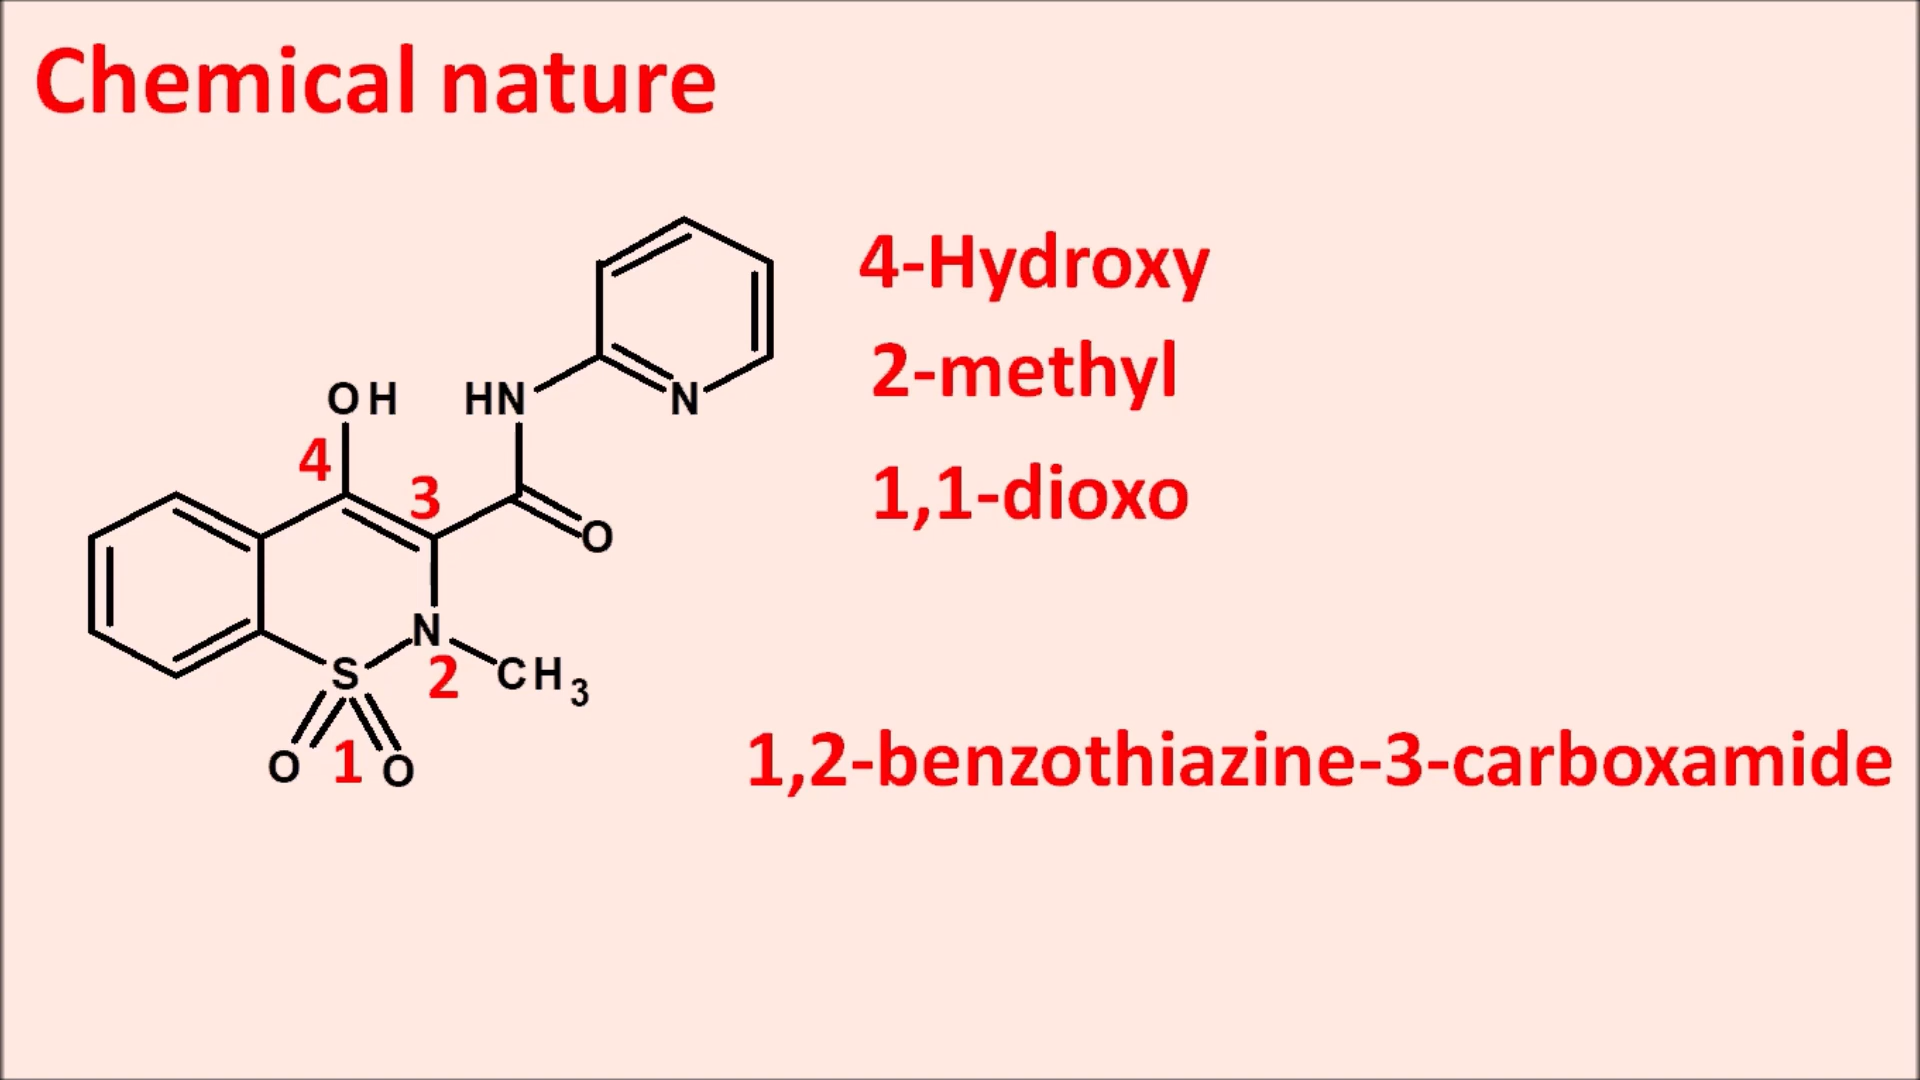 Chemical nature
4-Hydroxy
2-methyl
OH
HN
N
4
3
1,1-dioxo
O
N
S
2
CH3
O
1
O
1,2-benzothiazine-3-carboxamide